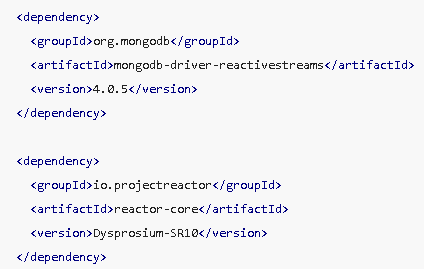 <dependency>
  <groupId>org.mongodb</groupId>
  <artifactId>mongodb-driver-reactivestreams</artifactId>
  <version>4.0.5</version>
</dependency>

<dependency>
  <groupId>io.projectreactor</groupId>
  <artifactId>reactor-core</artifactId>
  <version>Dysprosium-SR10</version>
</dependency>